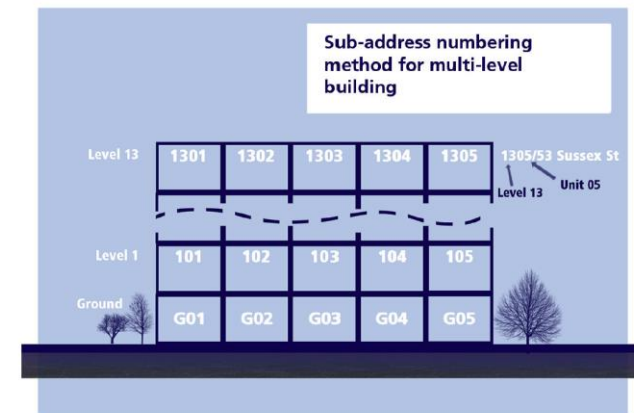 Sub-address numbering
method for multi-level
building
Level 13 1301 1302 1303 1304 1305 1305/53 Sussex St
Level 13 Unit 05
Level 1 101 102 103 104 105
Ground G01 G02 G03 G04 G05